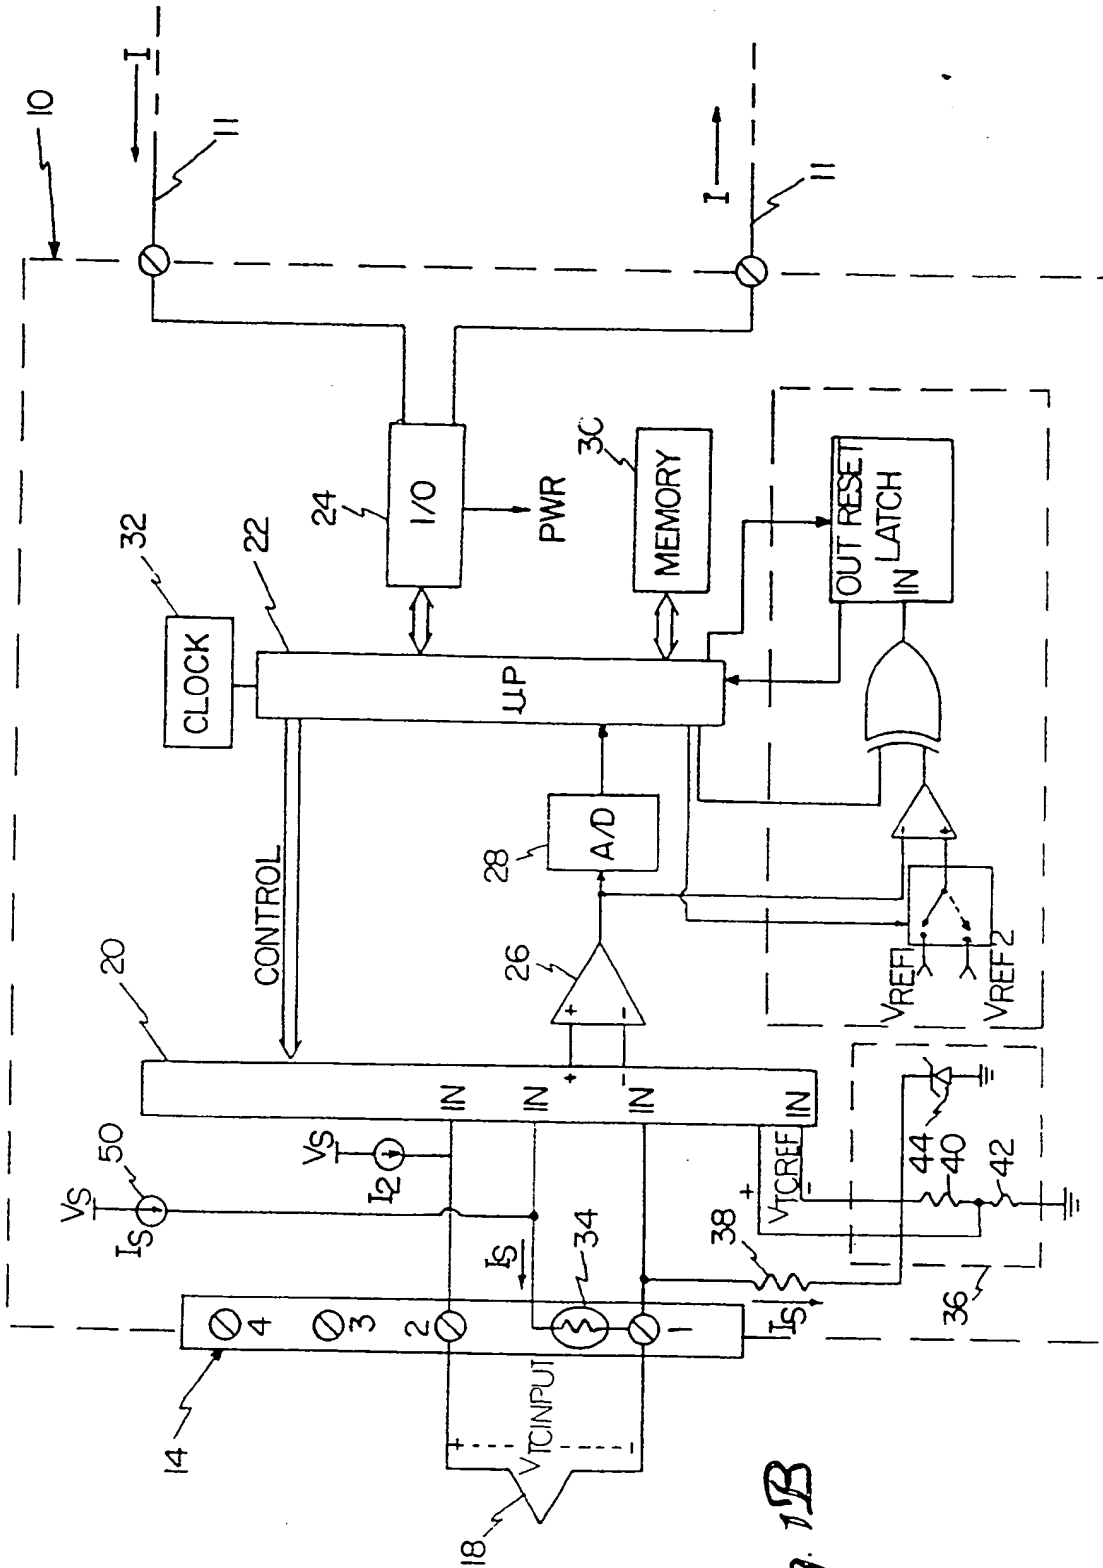 10
I
11
I
11
32
CLOCK
22
24
I/O
PWR
30
MEMORY
μP
CONTROL
20
28
A/D
26
+
-
+
-
OUT RESET
LATCH
IN
-
+
VREF1
VREF2
50
VS
IS
VS
I2
IN
IN
IN
IN
IS
34
+
VTCREF
-
38
44
40
42
36
IS
14
4
3
2
1
+
VTCINPUT
-
18
1B